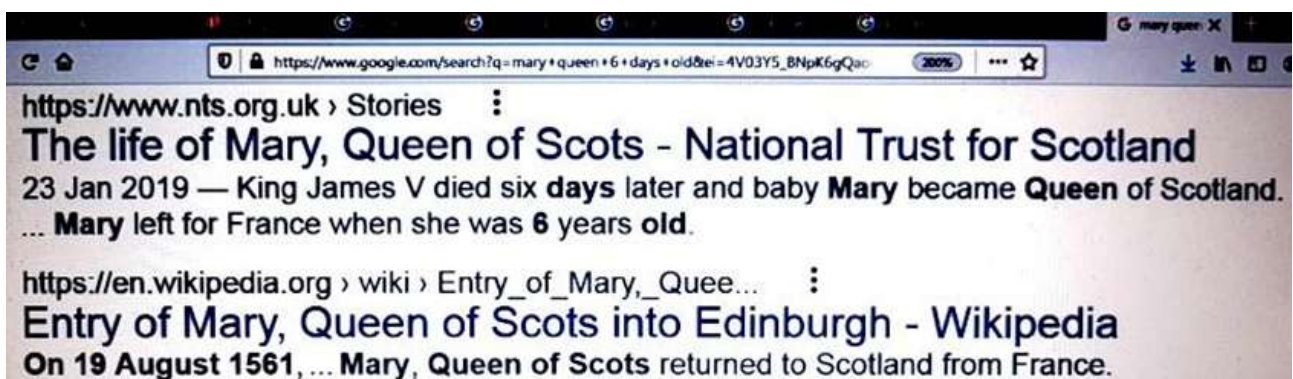 mary quee
https://www.google.com/search?q=mary+queen+6+days+old&ei=4V03Y5_BNpK6gQao
200%
https://www.nts.org.uk › Stories
The life of Mary, Queen of Scots - National Trust for Scotland
23 Jan 2019 — King James V died six days later and baby Mary became Queen of Scotland.
... Mary left for France when she was 6 years old.
https://en.wikipedia.org › wiki › Entry_of_Mary,_Quee...
Entry of Mary, Queen of Scots into Edinburgh - Wikipedia
On 19 August 1561, ... Mary, Queen of Scots returned to Scotland from France.